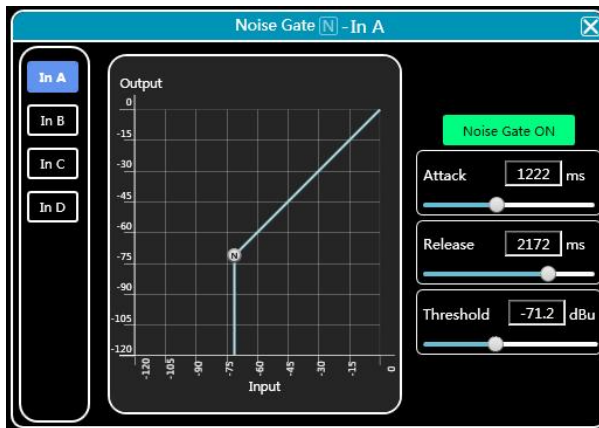 Noise Gate N - In A
In A
In B
In C
In D
Output
0
-15
-30
-45
-60
-75
-90
-105
-120
N
-120 -105 -90 -75 -60 -45 -30 -15 0
Input
Noise Gate ON
Attack 1222 ms
Release 2172 ms
Threshold -71.2 dBu